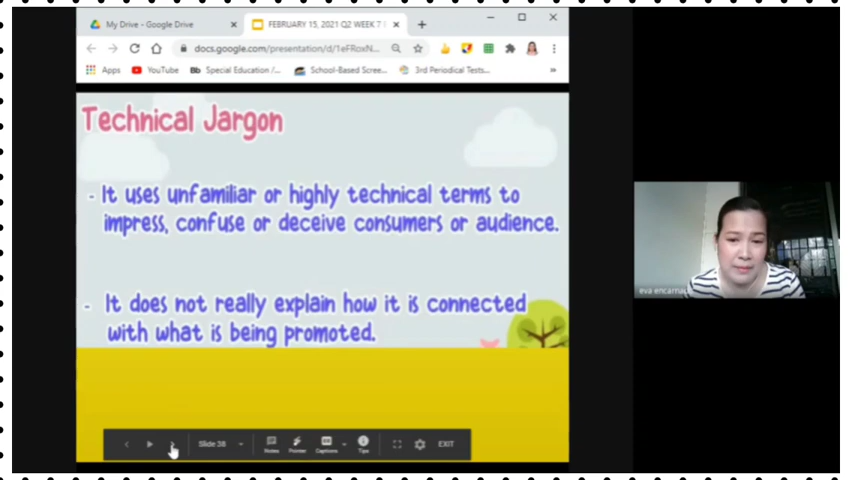 My Drive - Google Drive
FEBRUARY 15, 2021 Q2 WEEK 7
docs.google.com/presentation/d/1eFRoxN...
Apps YouTube Bb Special Education /... School-Based Scree... 3rd Periodical Tests...
Technical Jargon
- It uses unfamiliar or highly technical terms to
impress, confuse or deceive consumers or audience.
- It does not really explain how it is connected
with what is being promoted.
eva encarna
Slide 38 Notes Pointer Captions Tips EXIT